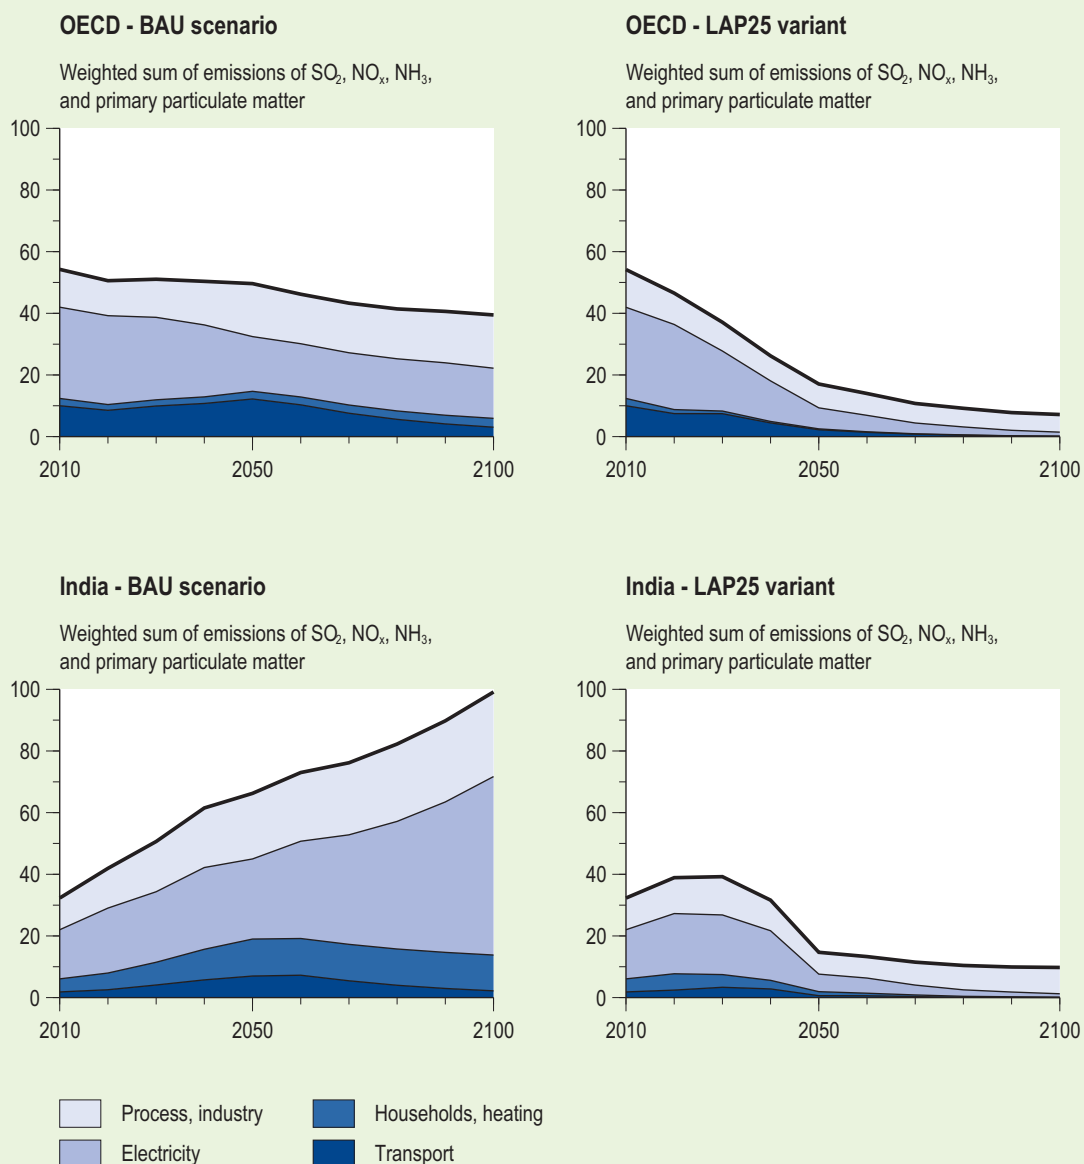 OECD - BAU scenario
Weighted sum of emissions of SO₂, NOₓ, NH₃,
and primary particulate matter
100
80
60
40
20
0
2010 2050 2100
OECD - LAP25 variant
Weighted sum of emissions of SO₂, NOₓ, NH₃,
and primary particulate matter
100
80
60
40
20
0
2010 2050 2100
India - BAU scenario
Weighted sum of emissions of SO₂, NOₓ, NH₃,
and primary particulate matter
100
80
60
40
20
0
2010 2050 2100
India - LAP25 variant
Weighted sum of emissions of SO₂, NOₓ, NH₃,
and primary particulate matter
100
80
60
40
20
0
2010 2050 2100
Process, industry
Households, heating
Electricity
Transport